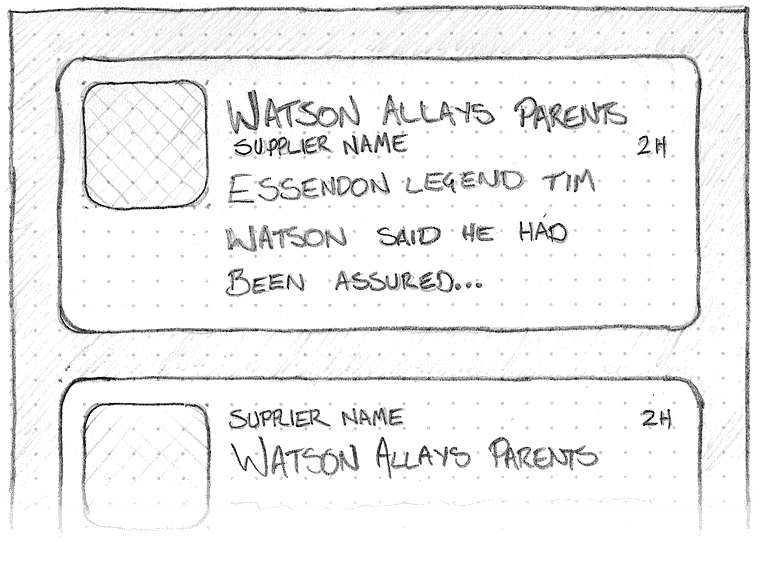 WATSON ALLAYS PARENTS
SUPPLIER NAME 2H
ESSENDON LEGEND TIM
WATSON SAID HE HAD
BEEN ASSURED...
SUPPLIER NAME 2H
WATSON ALLAYS PARENTS